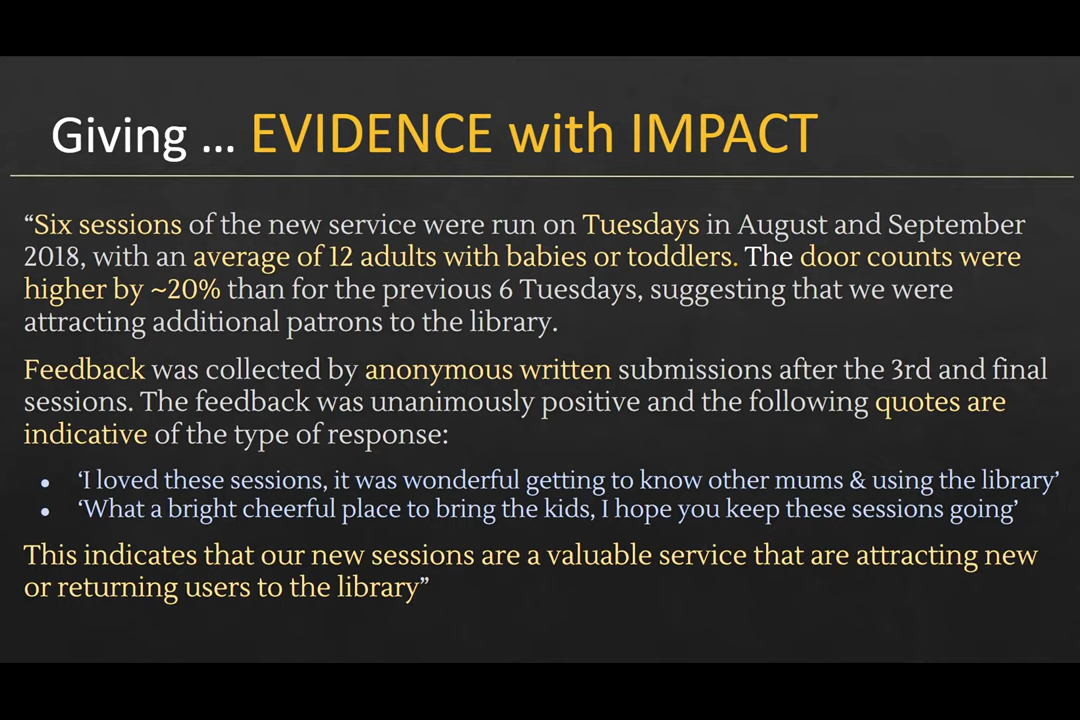 Giving ... EVIDENCE with IMPACT
“Six sessions of the new service were run on Tuesdays in August and September
2018, with an average of 12 adults with babies or toddlers. The door counts were
higher by ~20% than for the previous 6 Tuesdays, suggesting that we were
attracting additional patrons to the library.
Feedback was collected by anonymous written submissions after the 3rd and final
sessions. The feedback was unanimously positive and the following quotes are
indicative of the type of response:
• ‘I loved these sessions, it was wonderful getting to know other mums & using the library’
• ‘What a bright cheerful place to bring the kids, I hope you keep these sessions going’
This indicates that our new sessions are a valuable service that are attracting new
or returning users to the library”